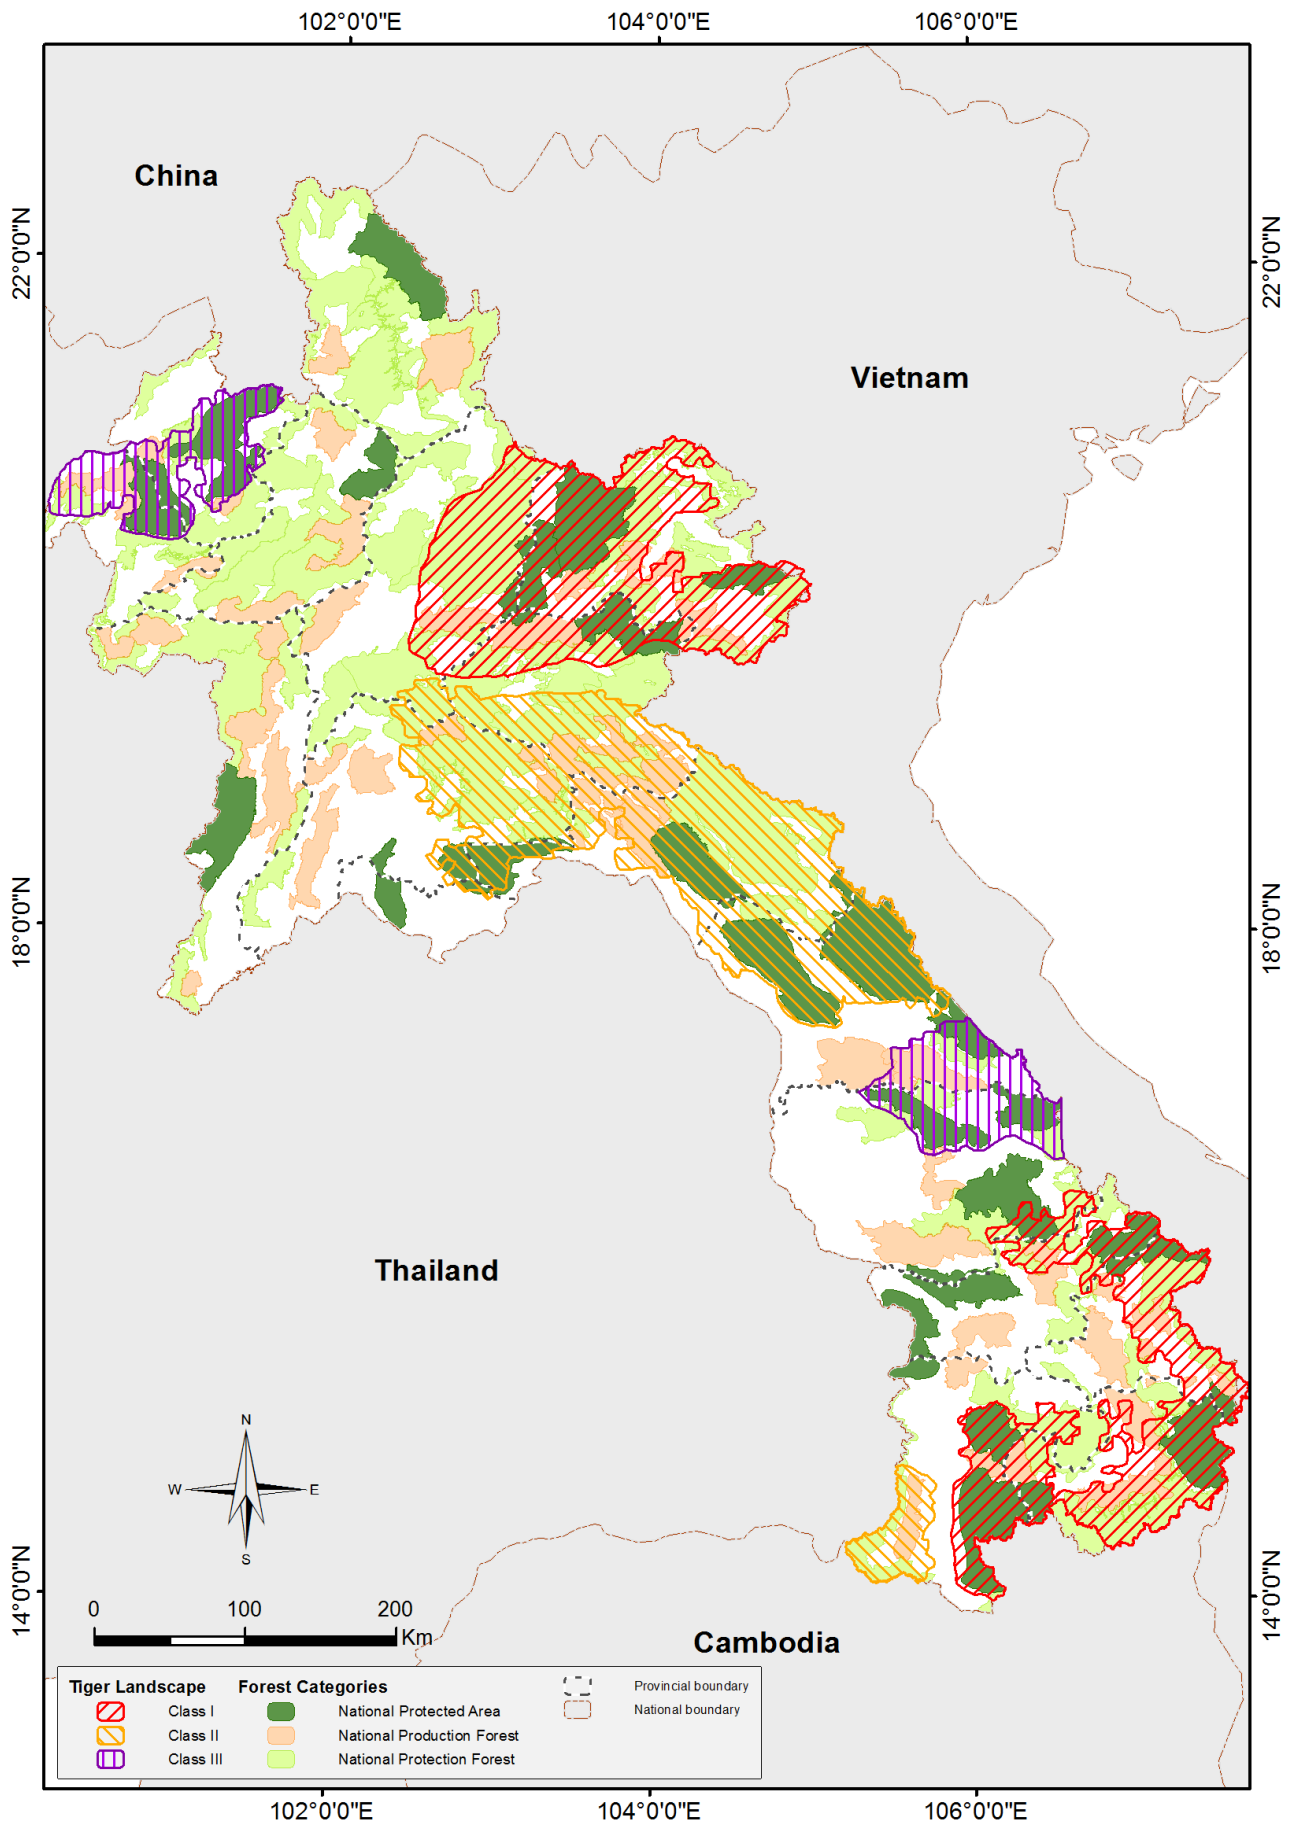 102°0'0"E 104°0'0"E 106°0'0"E
China
22°0'0"N
22°0'0"N
Vietnam
18°0'0"N
18°0'0"N
Thailand
N
W E
S
14°0'0"N
14°0'0"N
0 100 200
Km
Cambodia
Tiger Landscape Forest Categories
Provincial boundary
Class I National Protected Area National boundary
Class II National Production Forest
Class III National Protection Forest
102°0'0"E 104°0'0"E 106°0'0"E